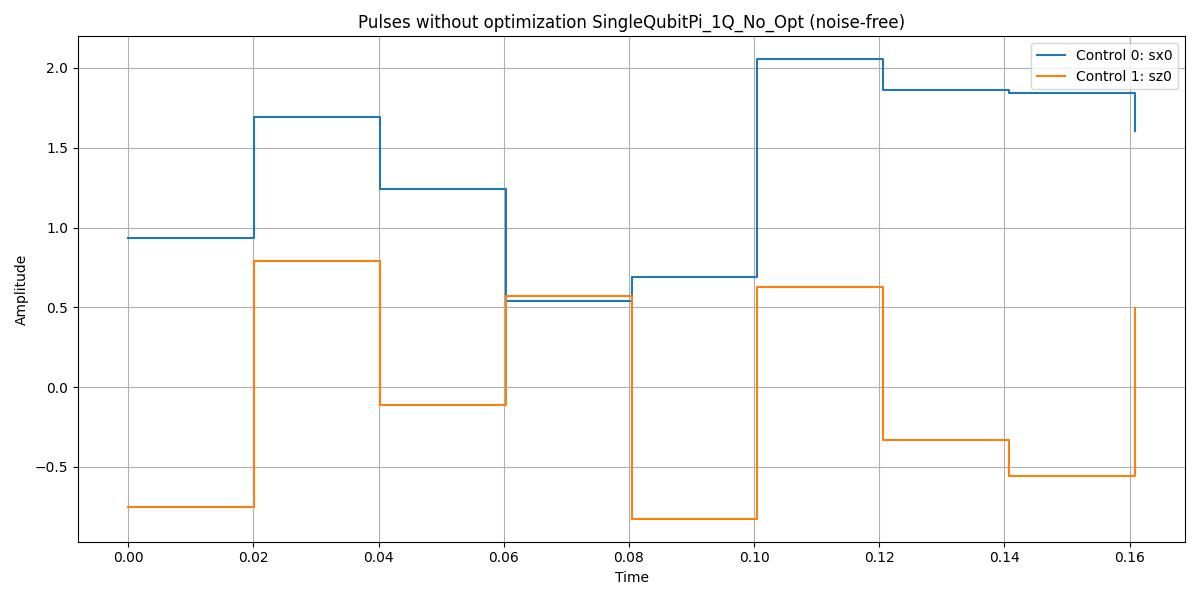 Pulses without optimization SingleQubitPi_1Q_No_Opt (noise-free)
Control 0: sx0
Control 1: sz0
Amplitude
2.0
1.5
1.0
0.5
0.0
−0.5
0.00 0.02 0.04 0.06 0.08 0.10 0.12 0.14 0.16
Time